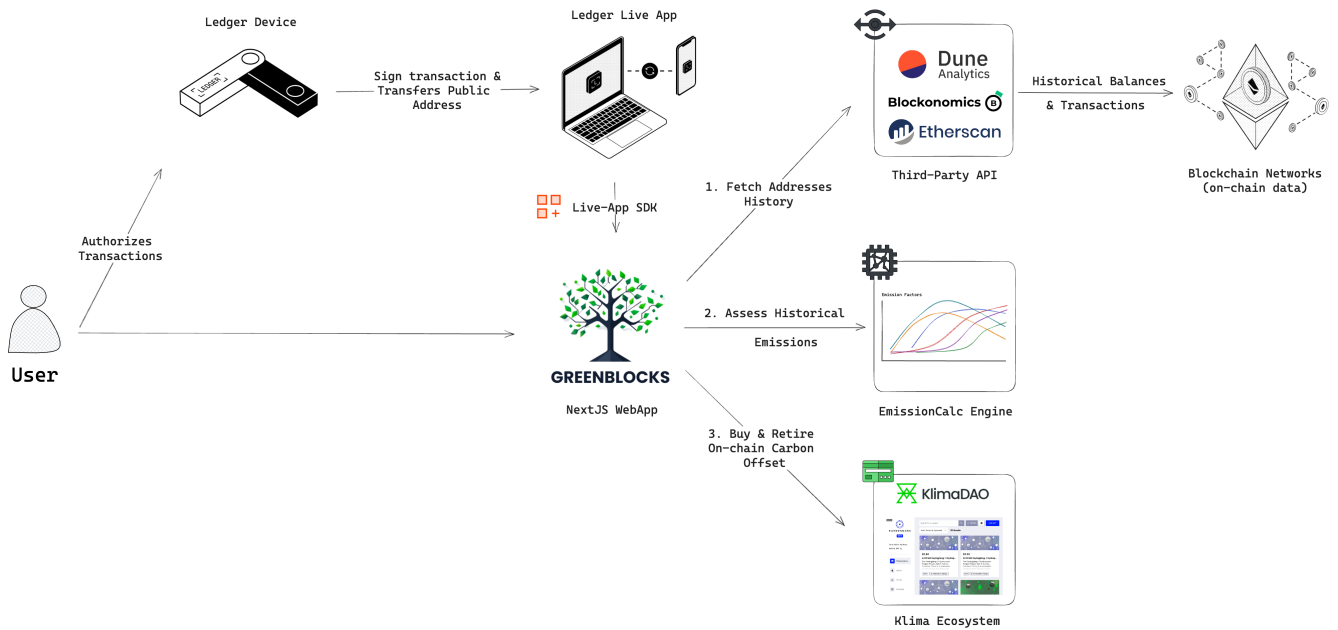 Ledger Device
LEDGER
Sign transaction &
Transfers Public
Address
Ledger Live App
Dune
Analytics
Blockonomics
B
Etherscan
Third-Party API
Historical Balances
& Transactions
Blockchain Networks
(on-chain data)
1. Fetch Addresses
History
Live-App SDK
Authorizes
Transactions
User
GREENBLOCKS
NextJS WebApp
2. Assess Historical
Emissions
Emission Factors
EmissionCalc Engine
3. Buy & Retire
On-chain Carbon
Offset
KlimaDAO
Klima Ecosystem